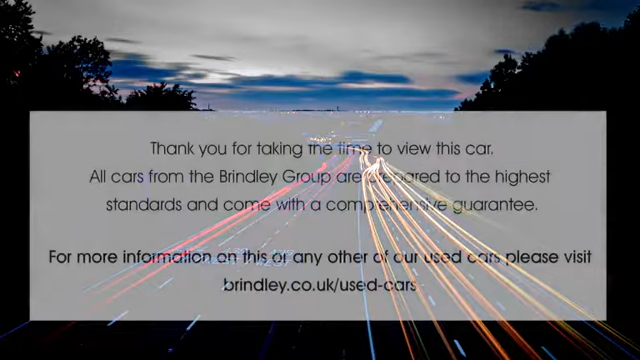 Thank you for taking the time to view this car.
All cars from the Brindley Group are prepared to the highest
standards and come with a comprehensive guarantee.
For more information on this or any other of our used cars please visit
brindley.co.uk/used-cars